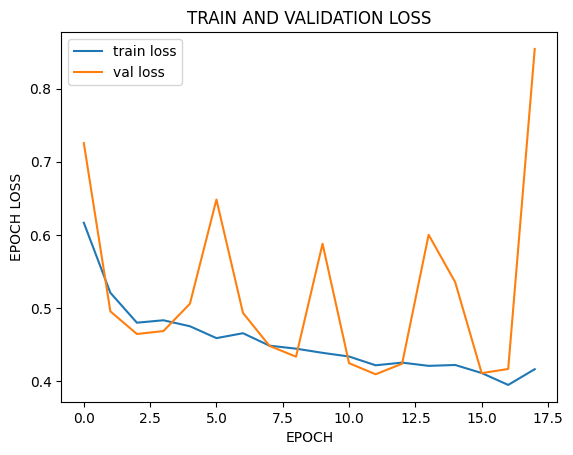 TRAIN AND VALIDATION LOSS
train loss
val loss
EPOCH LOSS
0.8
0.7
0.6
0.5
0.4
0.0 2.5 5.0 7.5 10.0 12.5 15.0 17.5
EPOCH